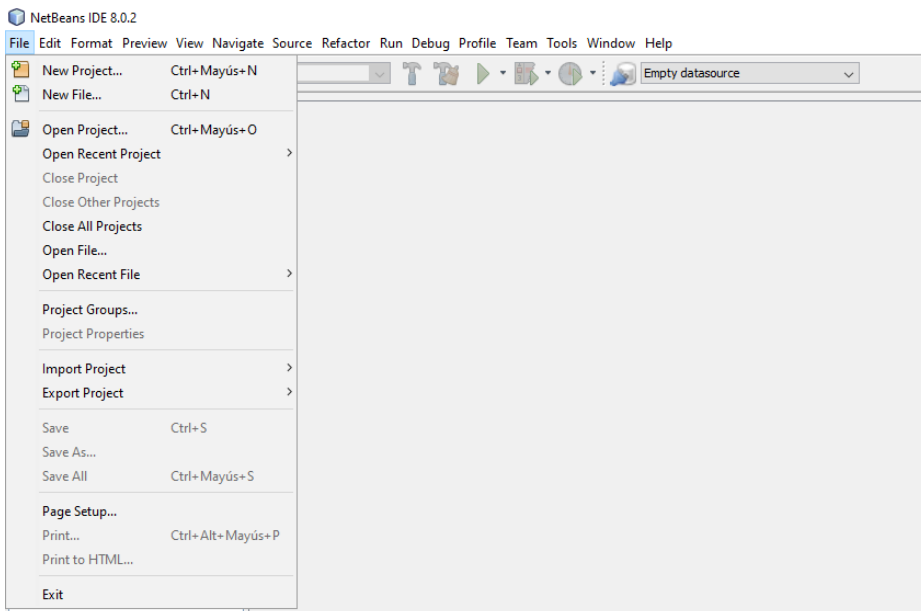 NetBeans IDE 8.0.2
File Edit Format Preview View Navigate Source Refactor Run Debug Profile Team Tools Window Help
Empty datasource
New Project... Ctrl+Mayús+N
New File... Ctrl+N
Open Project... Ctrl+Mayús+O
Open Recent Project
Close Project
Close Other Projects
Close All Projects
Open File...
Open Recent File
Project Groups...
Project Properties
Import Project
Export Project
Save Ctrl+S
Save As...
Save All Ctrl+Mayús+S
Page Setup...
Print... Ctrl+Alt+Mayús+P
Print to HTML...
Exit